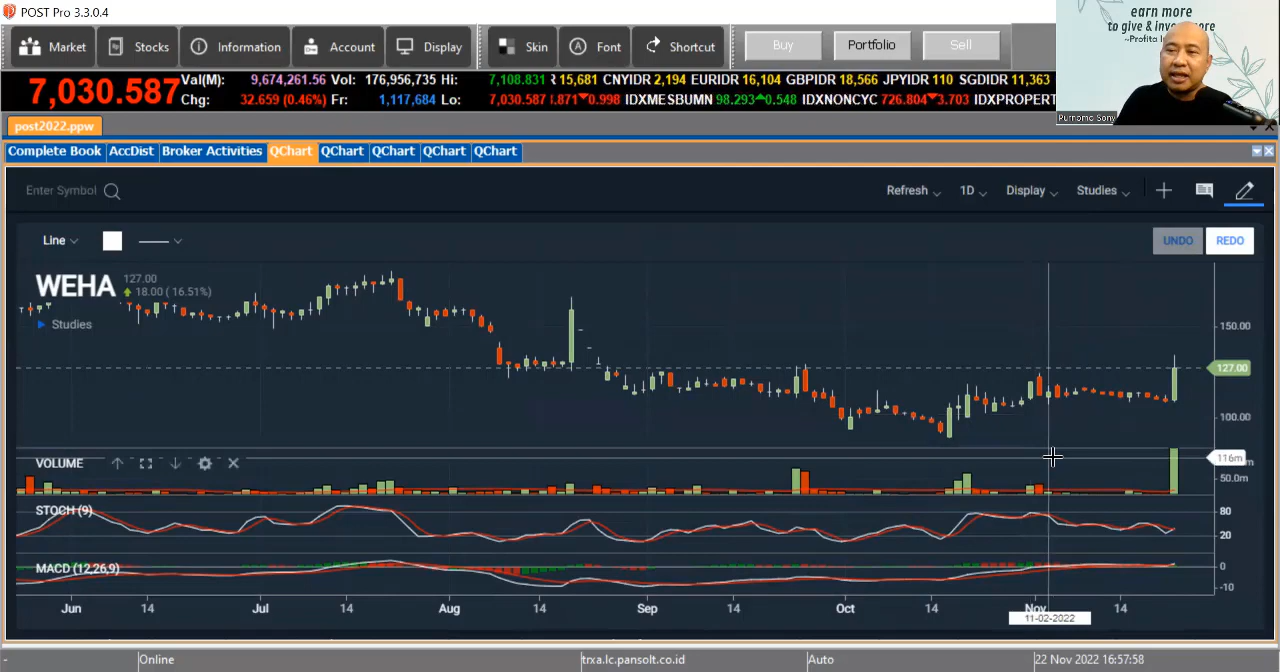 POST Pro 3.3.0.4
Market Stocks Information Account Display Skin Font Shortcut Buy Portfolio Sell
earn more
to give & invest more
~Profita
7,030.587 Val(M): 9,674,261.56 Vol: 176,956,735 Hi: 7,108.831 15,681 CNYIDR 2,194 EURIDR 16,104 GBPIDR 18,566 JPYIDR 110 SGDIDR 11,363
Chg: 32.659 (0.46%) Fr: 1,117,684 Lo: 7,030.587 .871▼0.998 IDXMESBUMN 98.293▲0.548 IDXNONCYC 726.804▼3.703 IDXPROPERT
Purnomo Sony
post2022.ppw
Complete Book AccDist Broker Activities QChart QChart QChart QChart QChart
Enter Symbol Refresh 1D Display Studies
Line UNDO REDO
WEHA 127.00
18.00 ( 16.51%)
Studies
150.00
127.00
100.00
VOLUME
116m
50.0m
STOCH (9)
80
20
MACD (12,26,9)
0
-10
Jun 14 Jul 14 Aug 14 Sep 14 Oct 14 Nov 14
11-02-2022
- Online trxa.lc.pansolt.co.id Auto 22 Nov 2022 16:57:58